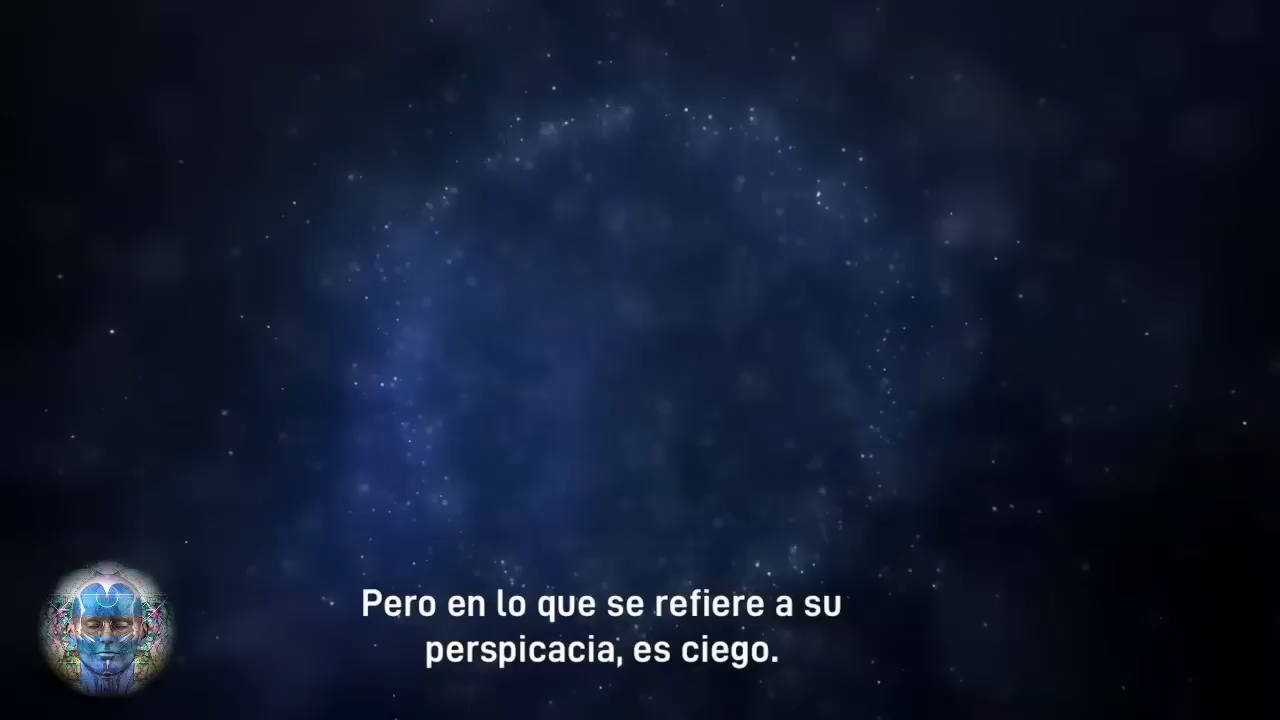 Pero en lo que se refiere a su
perspicacia, es ciego.